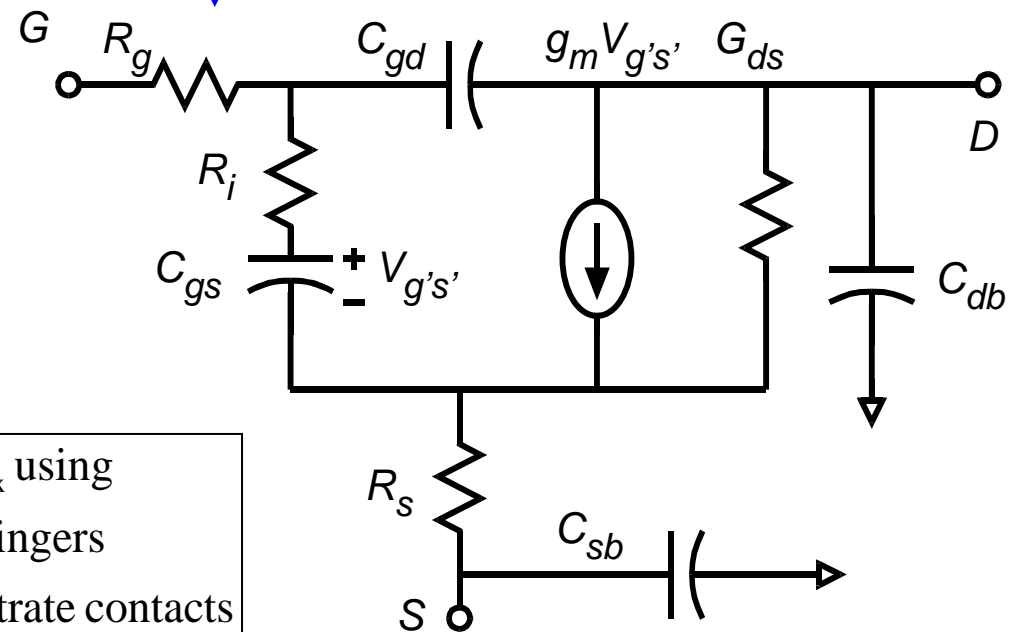 G
R_g
C_gd
g_mV_g's'
G_ds
D
R_i
C_gs
+
V_g's'
–
C_db
R_s
C_sb
S
using
ingers
trate contacts